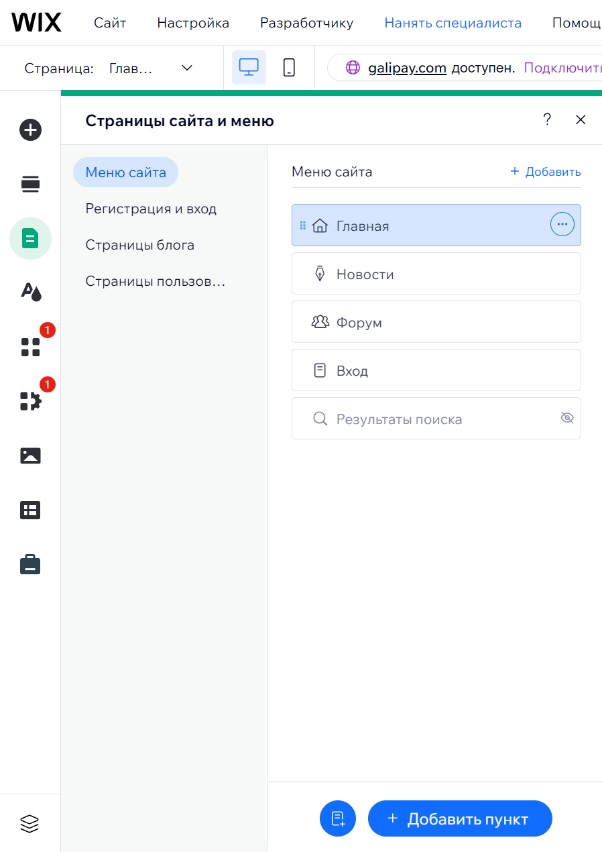 WIX Сайт Настройка Разработчику Нанять специалиста Помощ
Страница: Глав... galipay.com доступен. Подключить
Страницы сайта и меню ?
Меню сайта
Регистрация и вход
Страницы блога
Страницы пользов...
Меню сайта + Добавить
Главная
Новости
Форум
Вход
Результаты поиска
1
1
+ Добавить пункт